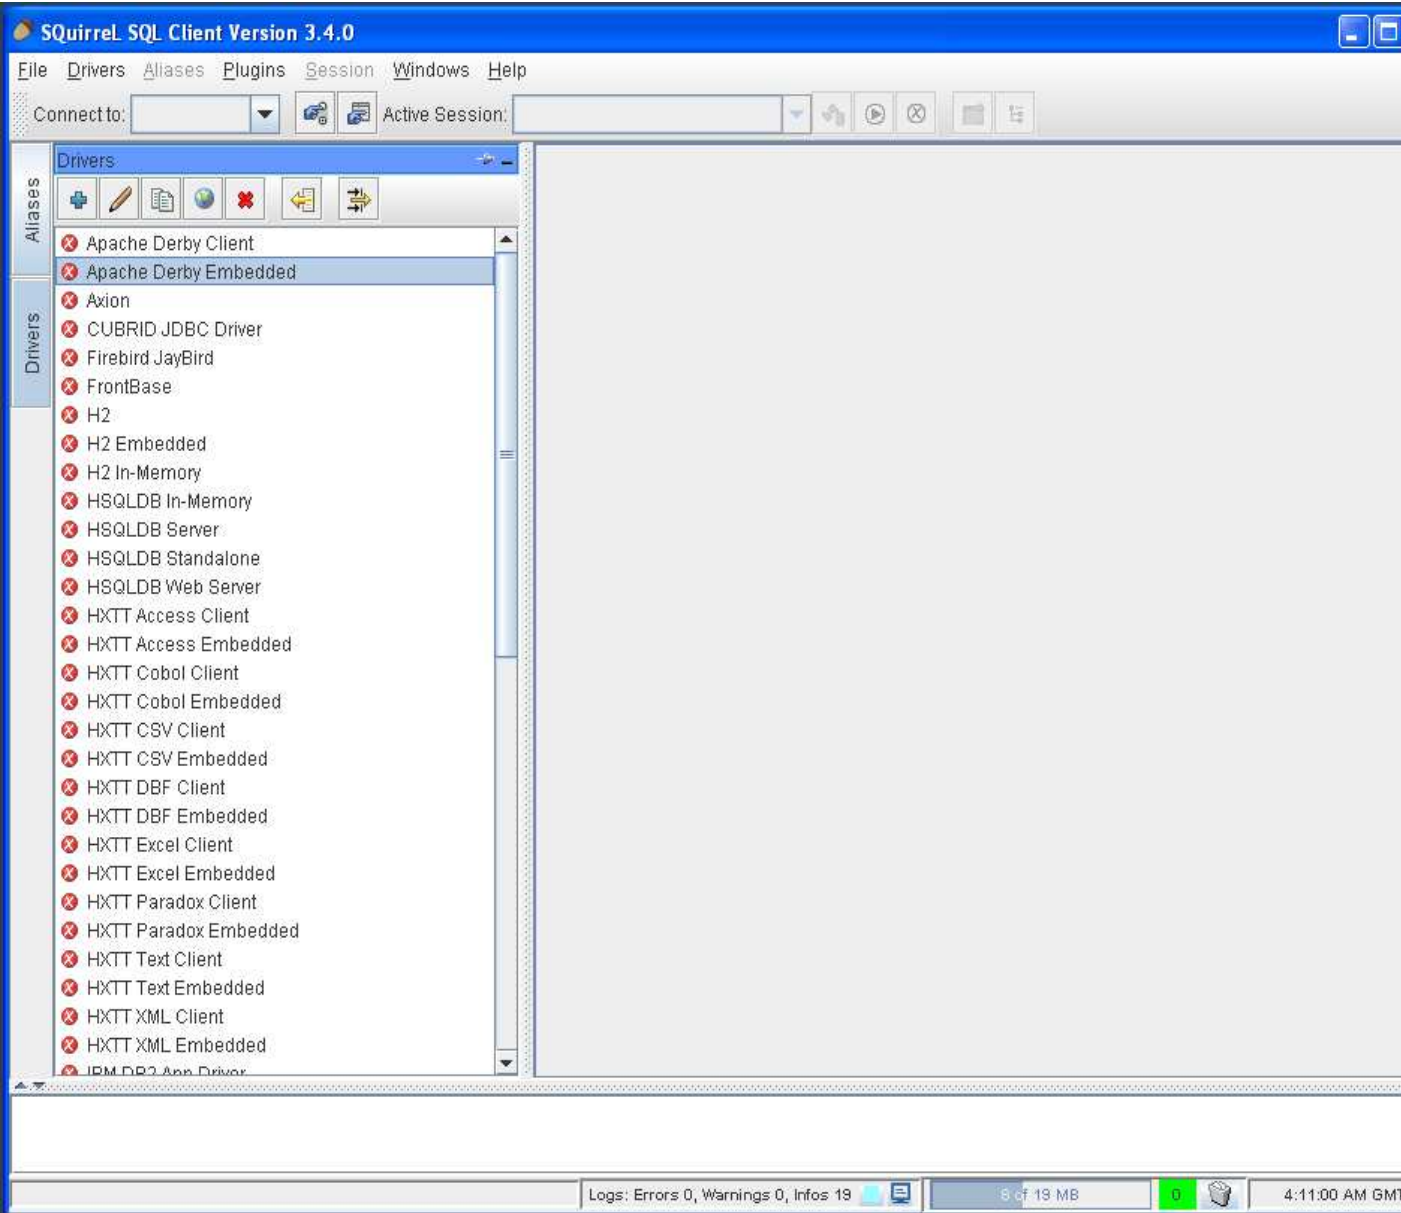 SQuirreL SQL Client Version 3.4.0
File Drivers Aliases Plugins Session Windows Help
Connect to: Active Session:
Aliases
Drivers
Drivers
Apache Derby Client
Apache Derby Embedded
Axion
CUBRID JDBC Driver
Firebird JayBird
FrontBase
H2
H2 Embedded
H2 In-Memory
HSQLDB In-Memory
HSQLDB Server
HSQLDB Standalone
HSQLDB Web Server
HXTT Access Client
HXTT Access Embedded
HXTT Cobol Client
HXTT Cobol Embedded
HXTT CSV Client
HXTT CSV Embedded
HXTT DBF Client
HXTT DBF Embedded
HXTT Excel Client
HXTT Excel Embedded
HXTT Paradox Client
HXTT Paradox Embedded
HXTT Text Client
HXTT Text Embedded
HXTT XML Client
HXTT XML Embedded
IBM DB2 App Driver
Logs: Errors 0, Warnings 0, Infos 19 8 of 19 MB 0 4:11:00 AM GMT